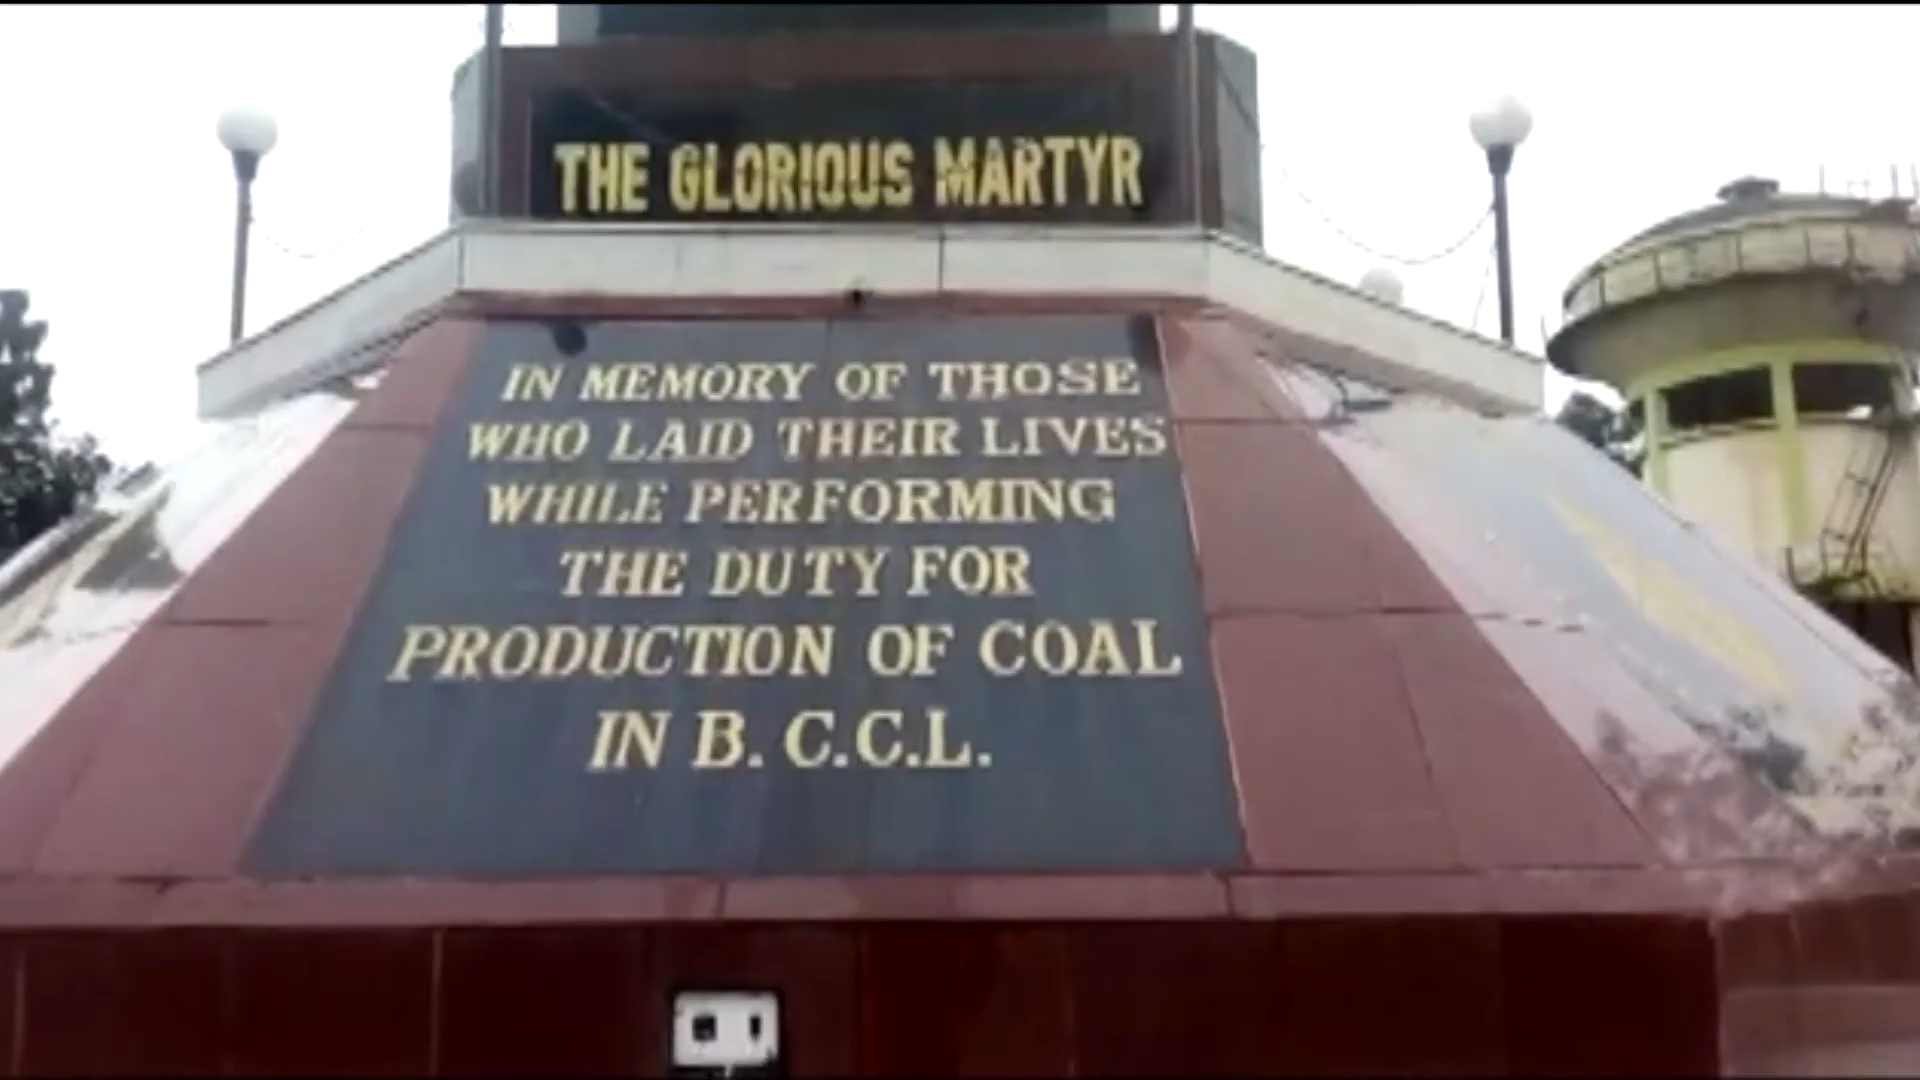 THE GLORIOUS MARTYR
IN MEMORY OF THOSE
WHO LAID THEIR LIVES
WHILE PERFORMING
THE DUTY FOR
PRODUCTION OF COAL
IN B. C.C.L.